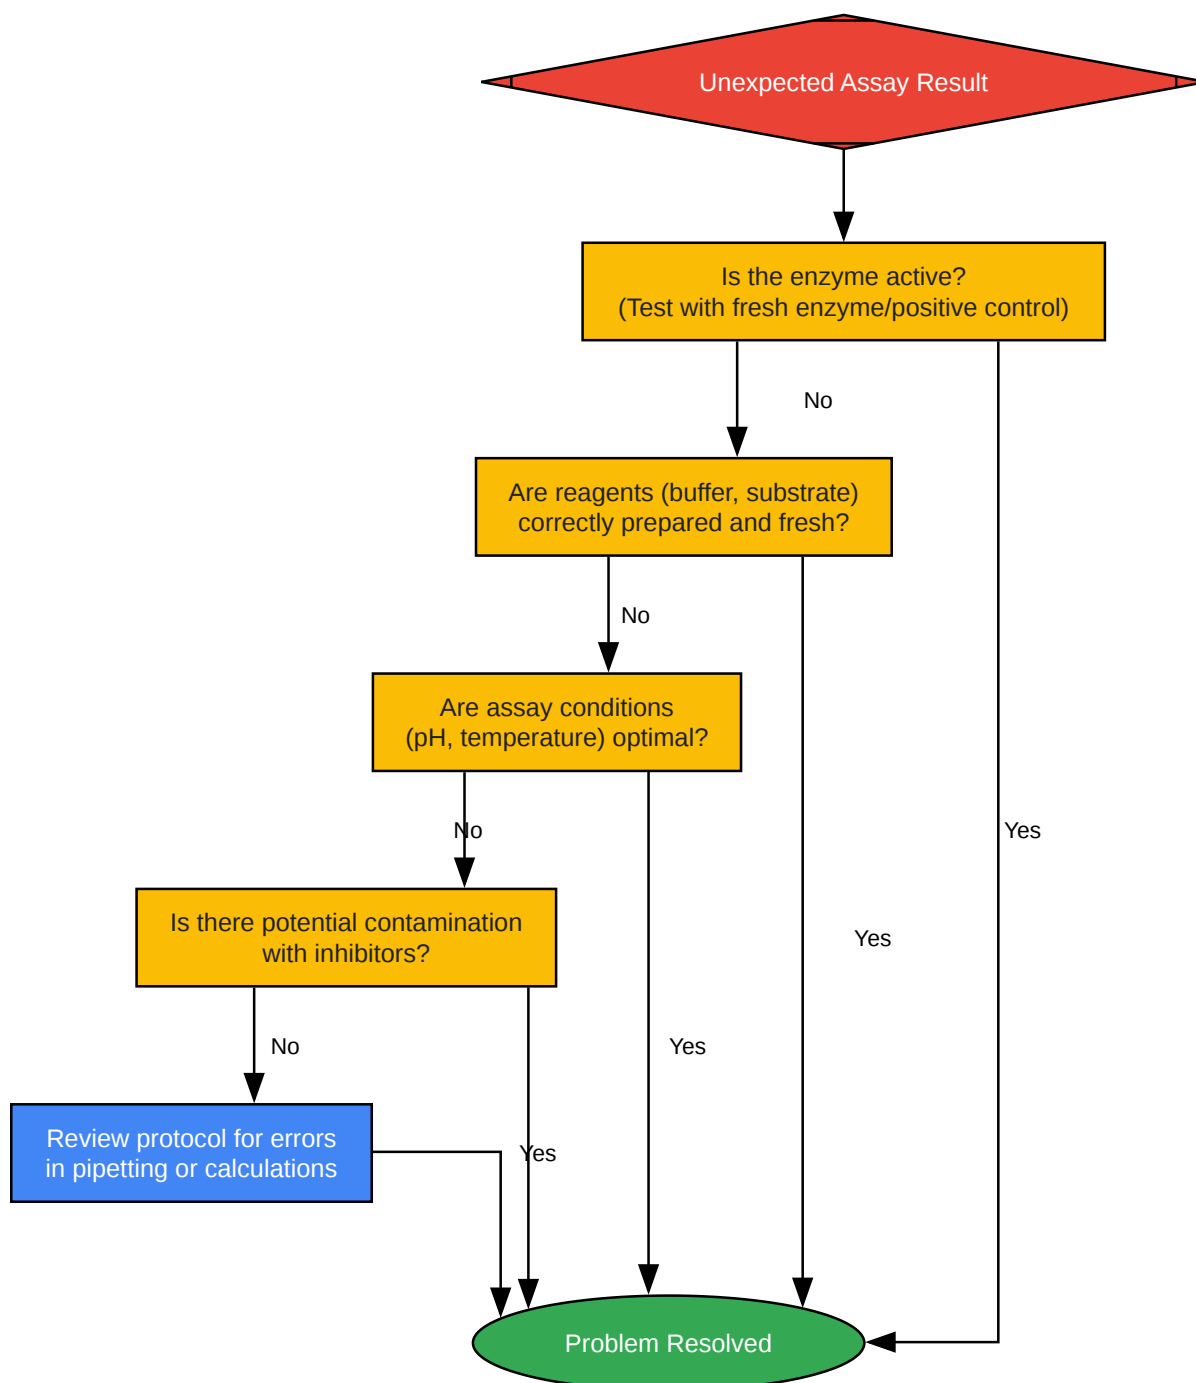 Unexpected Assay Result
Is the enzyme active?
(Test with fresh enzyme/positive control)
No
Are reagents (buffer, substrate)
correctly prepared and fresh?
No
Are assay conditions
(pH, temperature) optimal?
No
Yes
Is there potential contamination
with inhibitors?
Yes
No
Yes
Review protocol for errors
in pipetting or calculations
Yes
Problem Resolved